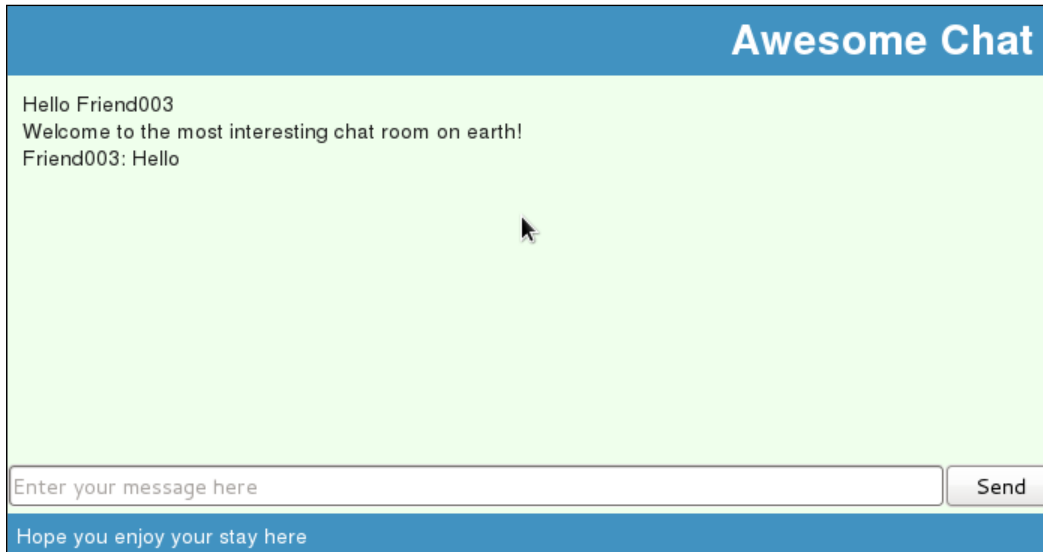 Awesome Chat
Hello Friend003
Welcome to the most interesting chat room on earth!
Friend003: Hello
Enter your message here
Send
Hope you enjoy your stay here